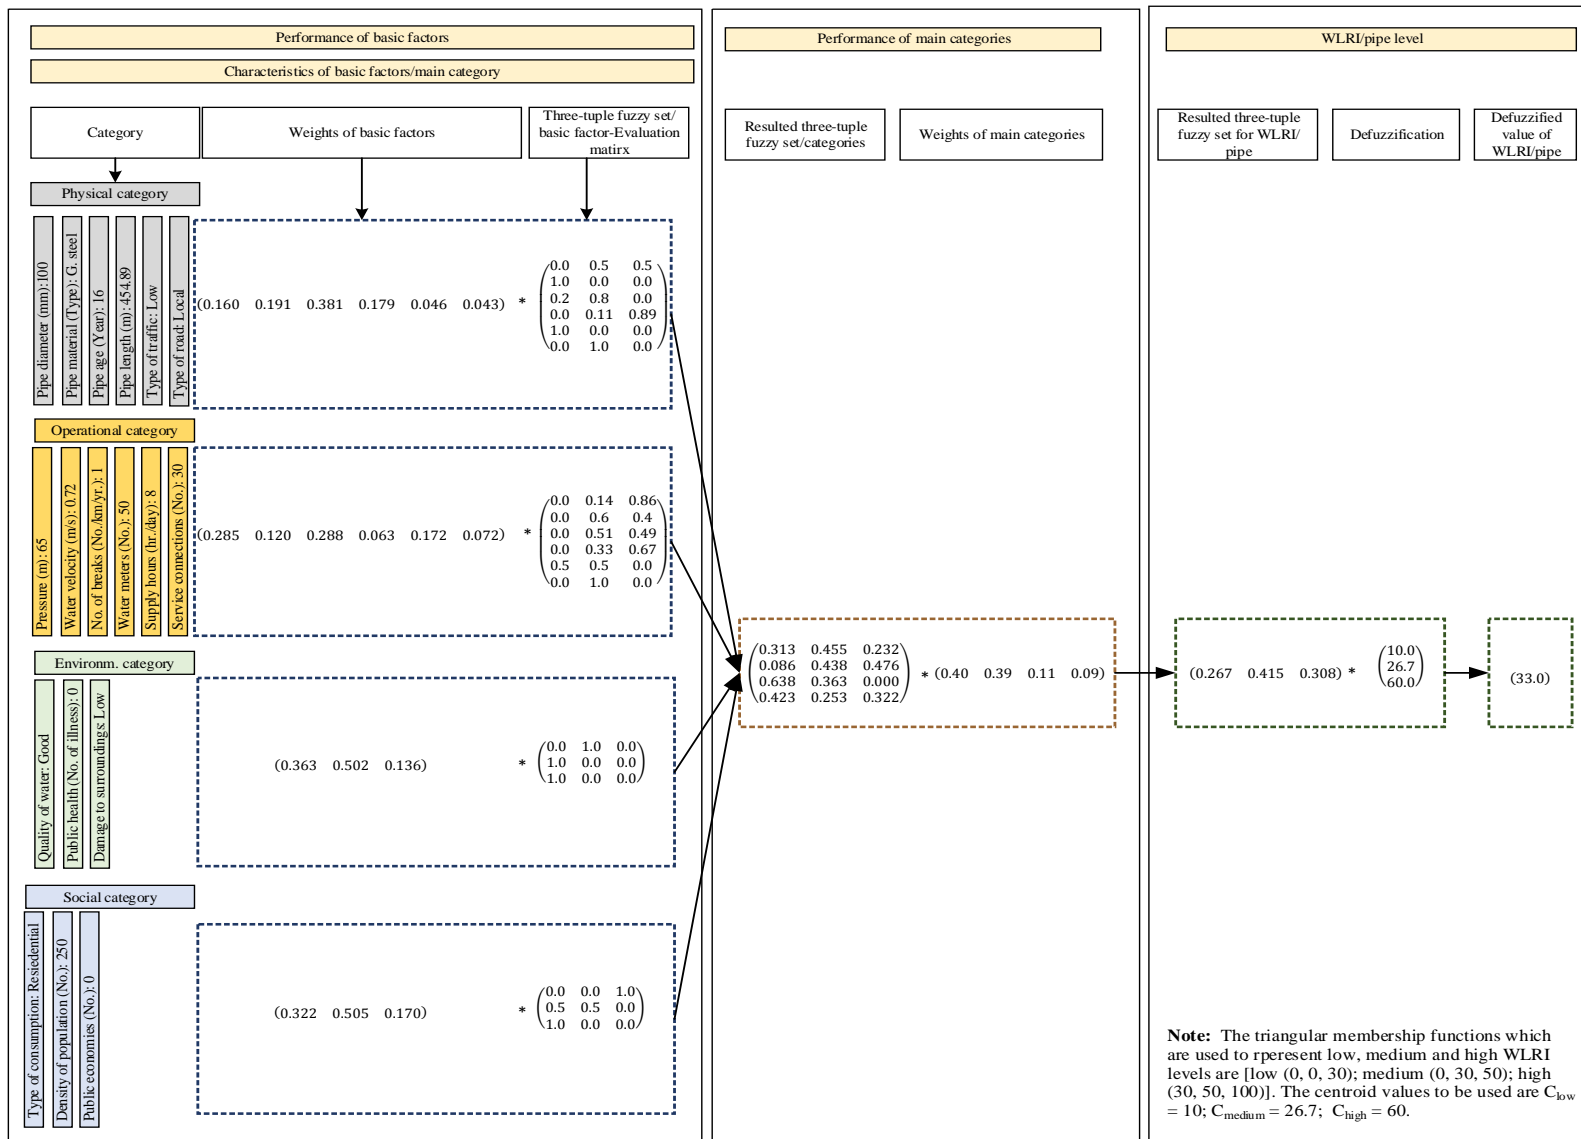 Performance of basic factors
Characteristics of basic factors/main category
Category
Weights of basic factors
Three-tuple fuzzy set/
basic factor-Evaluation
matirx
Physical category
Pipe diameter (mm):100
Pipe material (Type): G. steel
Pipe age (Year): 16
Pipe length (m): 454.89
Type of traffic: Low
Type of road: Local
(0.160 0.191 0.381 0.179 0.046 0.043) *
0.0 0.5 0.5
1.0 0.0 0.0
0.2 0.8 0.0
0.0 0.11 0.89
1.0 0.0 0.0
0.0 1.0 0.0
Operational category
Pressure (m): 65
Water velocity (m/s): 0.72
No. of breaks (No./km/yr.): 1
Water meters (No.): 50
Supply hours (hr./day): 8
Service connections (No.): 30
(0.285 0.120 0.288 0.063 0.172 0.072) *
0.0 0.14 0.86
0.0 0.6 0.4
0.0 0.51 0.49
0.0 0.33 0.67
0.5 0.5 0.0
0.0 1.0 0.0
Environm. category
Quality of water: Good
Public health (No. of illness): 0
Damage to surroundings: Low
(0.363 0.502 0.136) *
0.0 1.0 0.0
1.0 0.0 0.0
1.0 0.0 0.0
Social category
Type of consumption: Resiedential
Density of population (No.): 250
Public economies (No.): 0
(0.322 0.505 0.170) *
0.0 0.0 1.0
0.5 0.5 0.0
1.0 0.0 0.0
Performance of main categories
Resulted three-tuple
fuzzy set/categories
Weights of main categories
0.313 0.455 0.232
0.086 0.438 0.476
0.638 0.363 0.000
0.423 0.253 0.322
* (0.40 0.39 0.11 0.09)
WLRI/pipe level
Resulted three-tuple
fuzzy set for WLRI/
pipe
Defuzzification
Defuzzified
value of
WLRI/pipe
(0.267 0.415 0.308) *
10.0
26.7
60.0
(33.0)
Note: The triangular membership functions which
are used to rperesent low, medium and high WLRI
levels are [low (0, 0, 30); medium (0, 30, 50); high
(30, 50, 100)]. The centroid values to be used are Clow
= 10; Cmedium = 26.7; Chigh = 60.